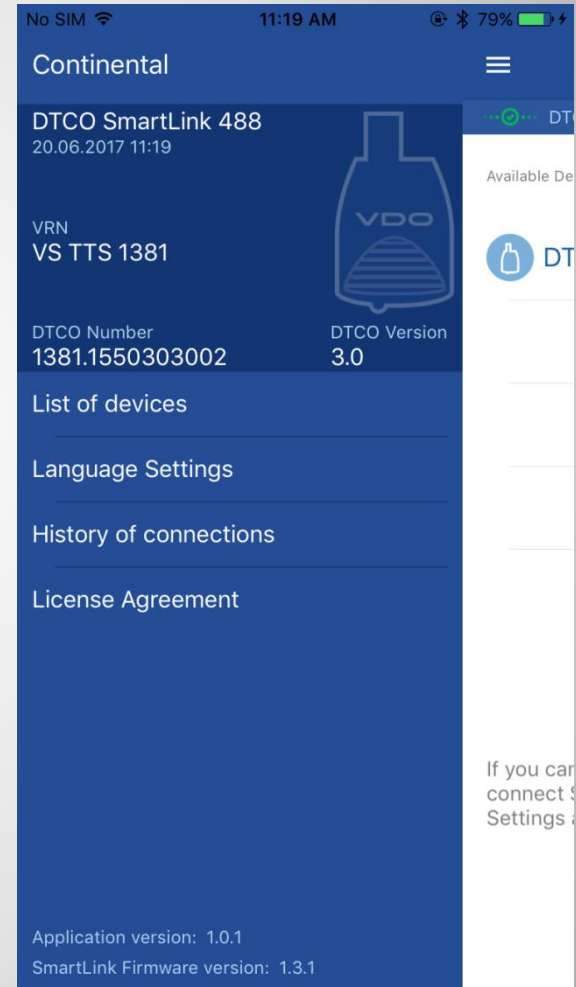 No SIM 11:19 AM 79%
Continental
DTCO SmartLink 488
20.06.2017 11:19
VDO
VRN
VS TTS 1381
DTCO Number DTCO Version
1381.1550303002 3.0
List of devices
Language Settings
History of connections
License Agreement
Application version: 1.0.1
SmartLink Firmware version: 1.3.1
Available De
DT
If you can
connect
Settings